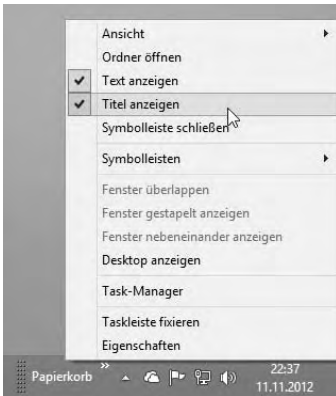 Ansicht
Ordner öffnen
Text anzeigen
Titel anzeigen
Symbolleiste schließen
Symbolleisten
Fenster überlappen
Fenster gestapelt anzeigen
Fenster nebeneinander anzeigen
Desktop anzeigen
Task-Manager
Taskleiste fixieren
Eigenschaften
Papierkorb
22:37
11.11.2012